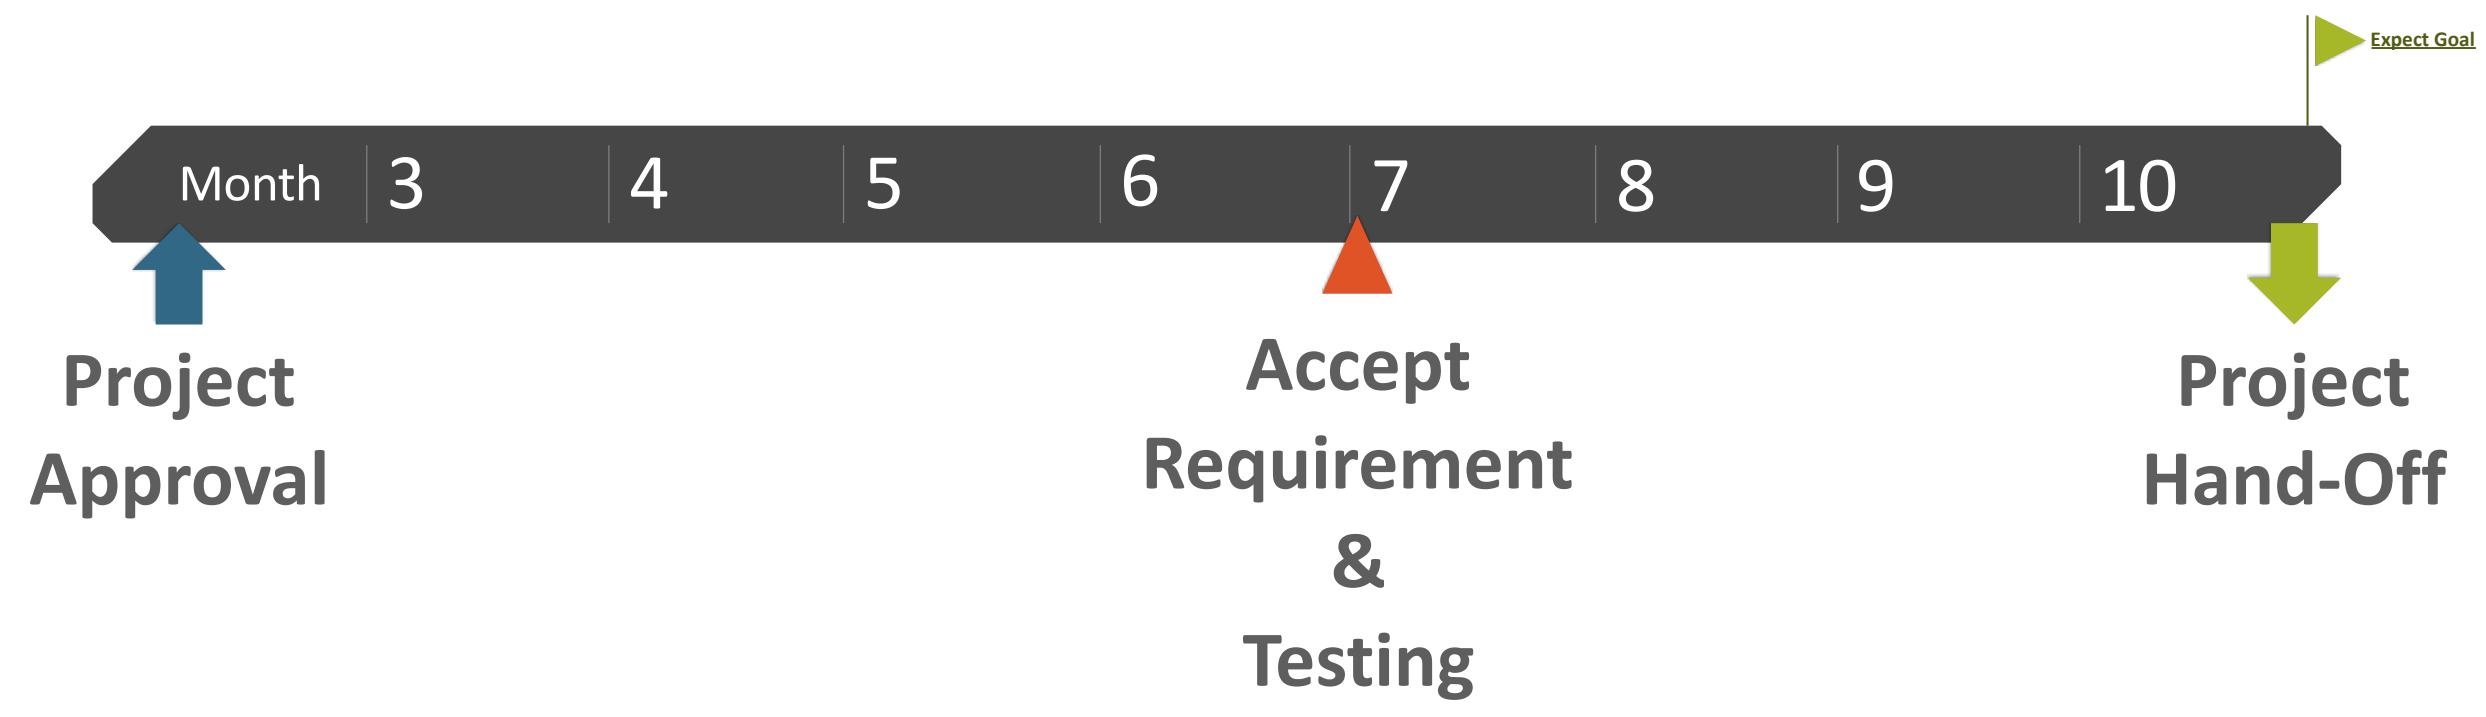 Expect Goal
Month 3 4 5 6 7 8 9 10
Project
Approval
Accept
Requirement
&
Testing
Project
Hand-Off